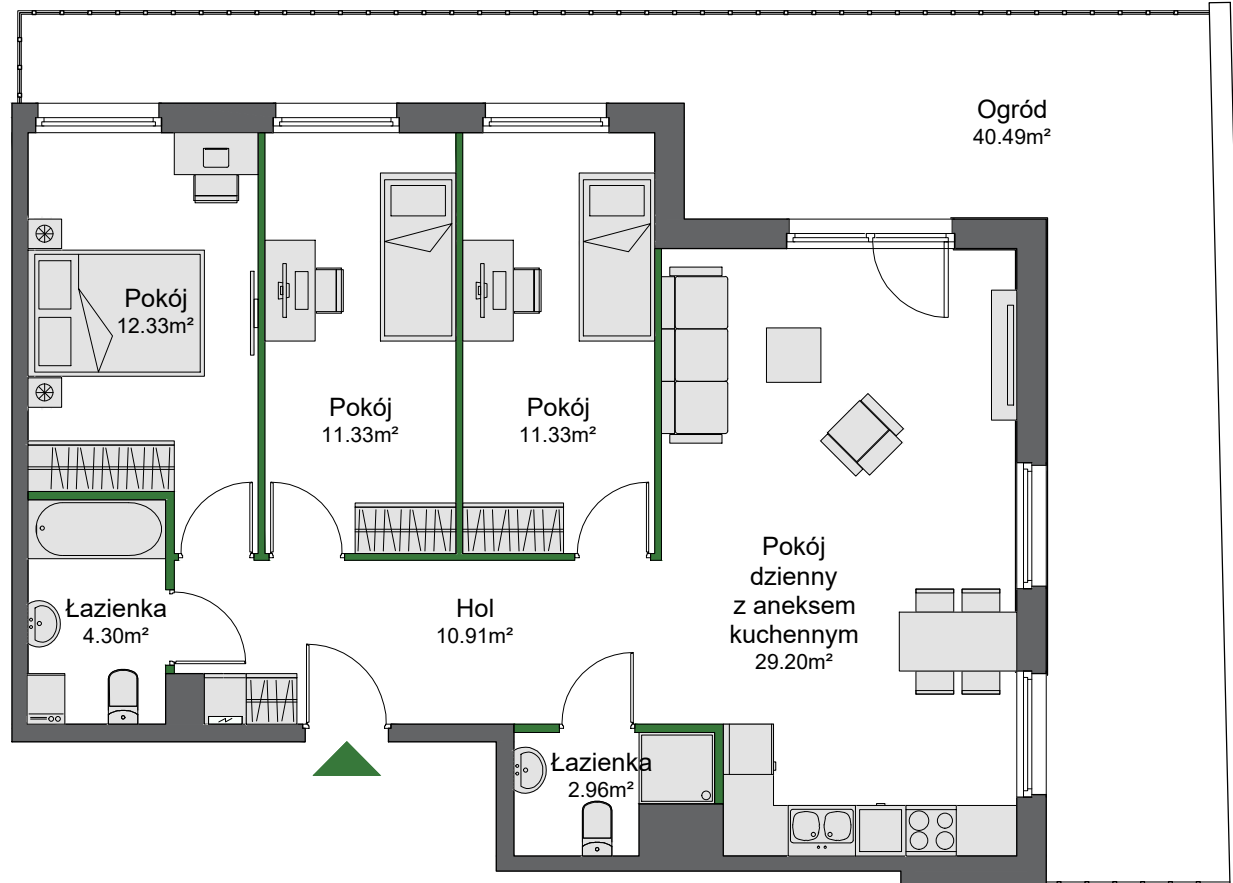 Ogród
40.49m²
Pokój
12.33m²
Pokój
11.33m²
Pokój
11.33m²
Pokój
dzienny
z aneksem
kuchennym
29.20m²
Łazienka
4.30m²
Hol
10.91m²
Łazienka
2.96m²